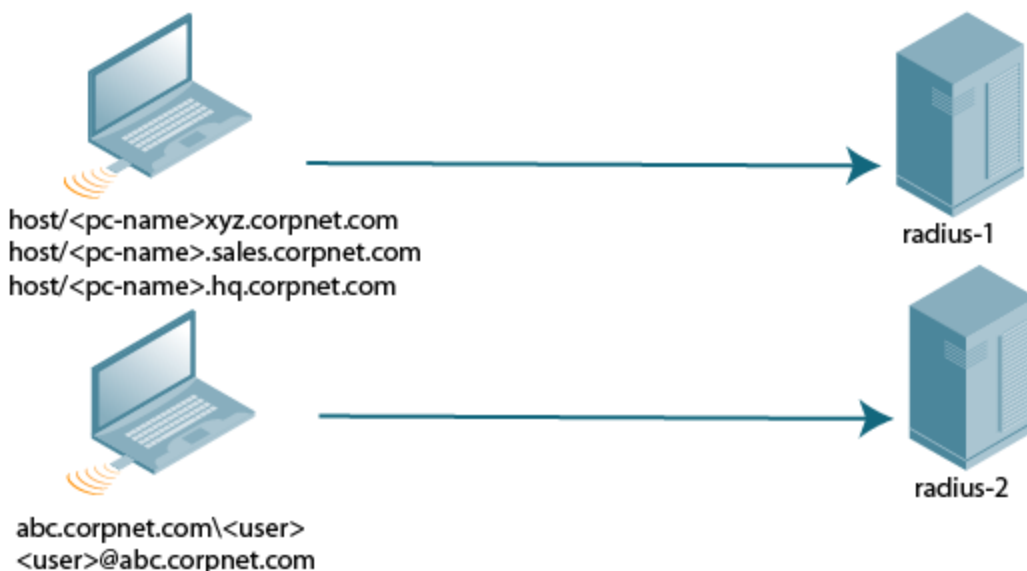 host/<pc-name>xyz.corpnet.com
host/<pc-name>.sales.corpnet.com
host/<pc-name>.hq.corpnet.com
radius-1
abc.corpnet.com\<user>
<user>@abc.corpnet.com
radius-2